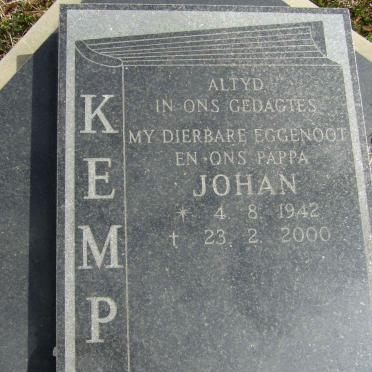 KEMP
ALTYD
IN ONS GEDAGTES
MY DIERBARE EGGENOOT
EN ONS PAPPA
JOHAN
* 4. 8. 1942
† 23. 2. 2000